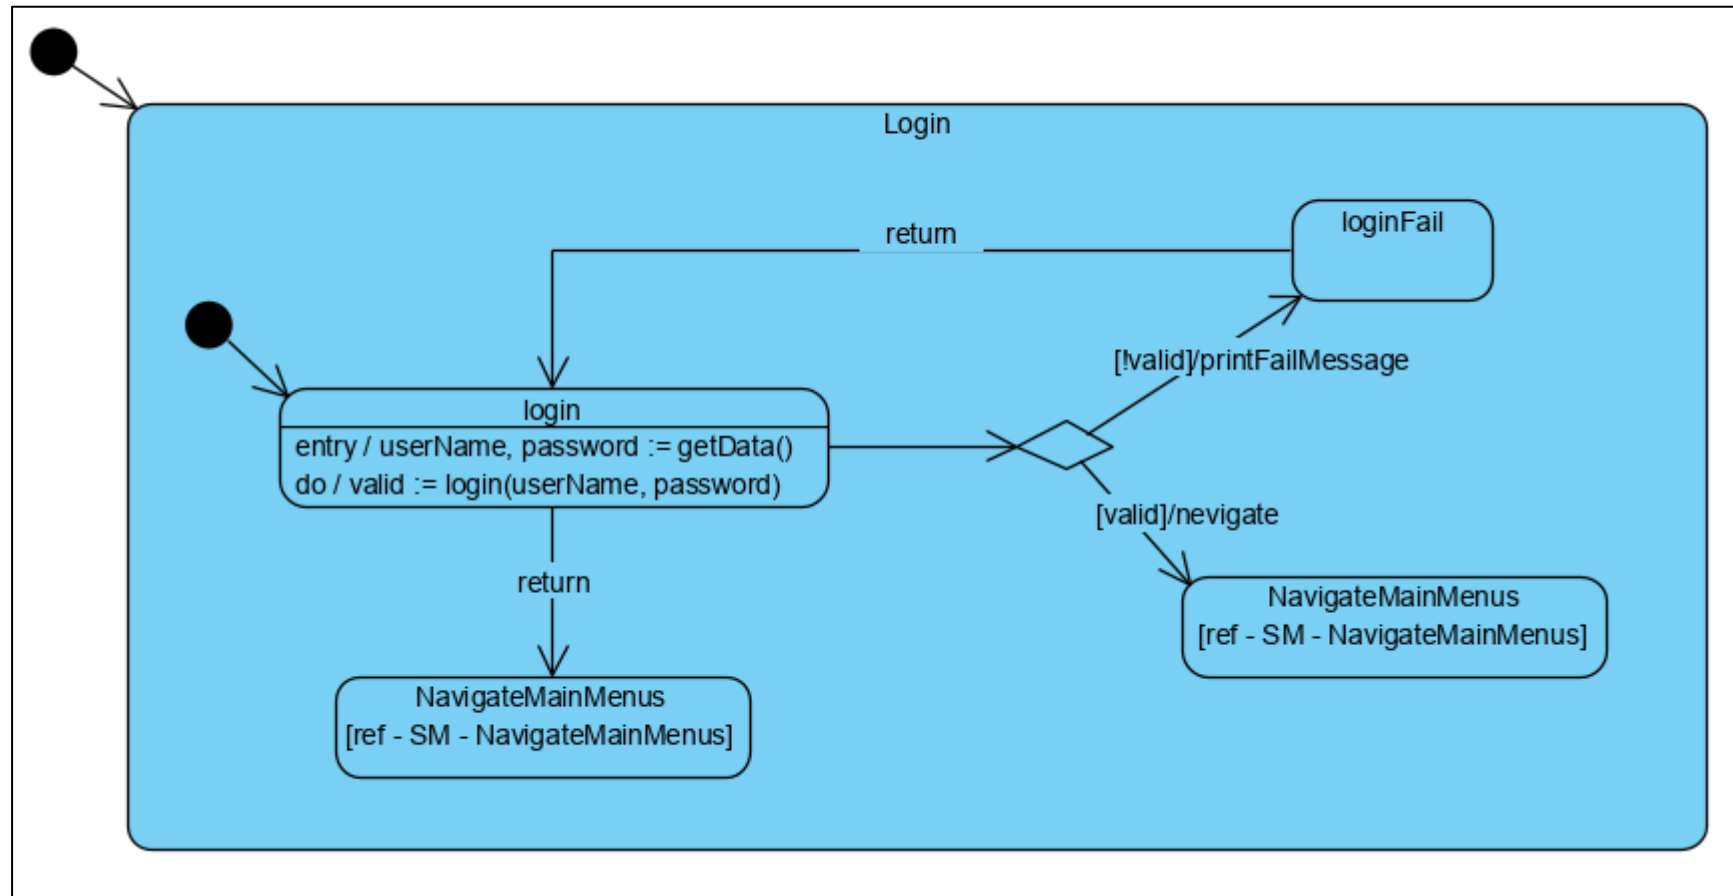 Login
loginFail
return
[!valid]/printFailMessage
login
entry / userName, password := getData()
do / valid := login(userName, password)
[valid]/nevigate
return
NavigateMainMenus
[ref - SM - NavigateMainMenus]
NavigateMainMenus
[ref - SM - NavigateMainMenus]